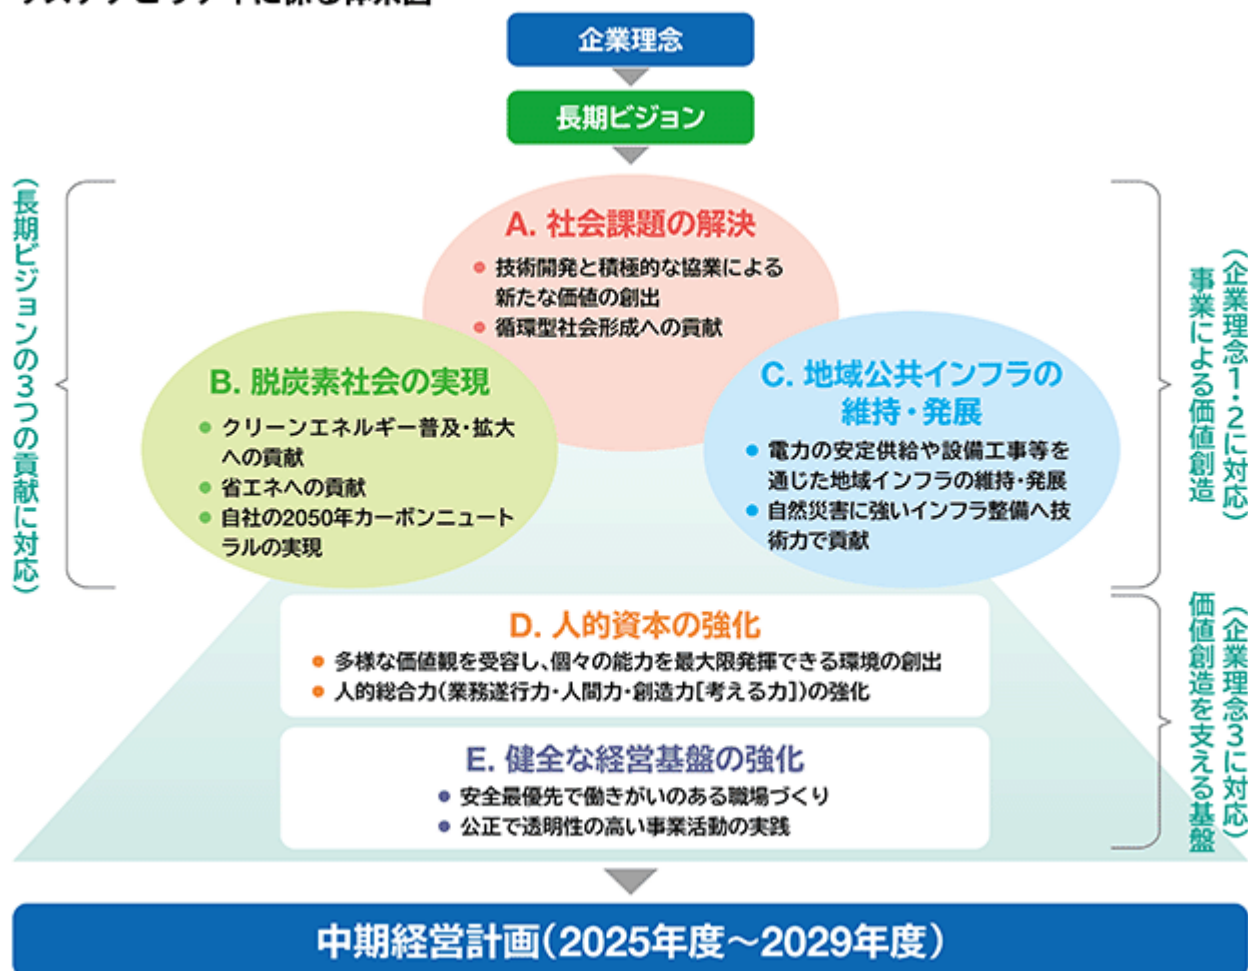 サステナビリティに係る体系図
企業理念
長期ビジョン
(長期ビジョンの3つの貢献に対応)
A. 社会課題の解決
技術開発と積極的な協業による
新たな価値の創出
循環型社会形成への貢献
B. 脱炭素社会の実現
クリーンエネルギー普及・拡大
への貢献
省エネへの貢献
自社の2050年カーボンニュート
ラルの実現
C. 地域公共インフラの
維持・発展
電力の安定供給や設備工事等を
通じた地域インフラの維持・発展
自然災害に強いインフラ整備へ技
術力で貢献
(企業理念1・2に対応)
事業による価値創造
D. 人的資本の強化
多様な価値観を受容し、個々の能力を最大限発揮できる環境の創出
人的総合力(業務遂行力・人間力・創造力[考える力])の強化
E. 健全な経営基盤の強化
安全最優先で働きがいのある職場づくり
公正で透明性の高い事業活動の実践
(企業理念3に対応)
価値創造を支える基盤
中期経営計画(2025年度～2029年度)